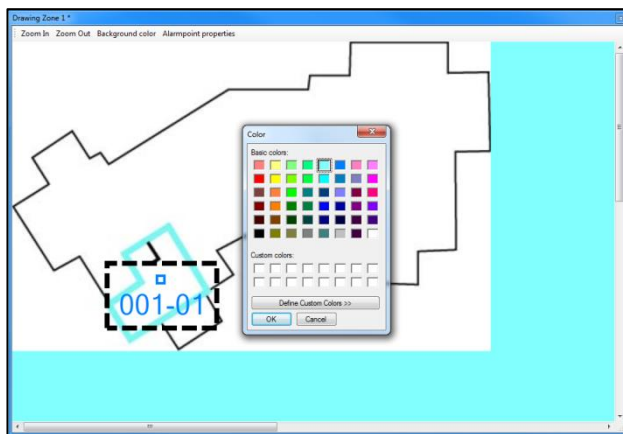 Drawing Zone 1 *
Zoom In Zoom Out Background color Alarmpoint properties
Color
Basic colors:
001-01
Custom colors:
Define Custom Colors >>
OK Cancel